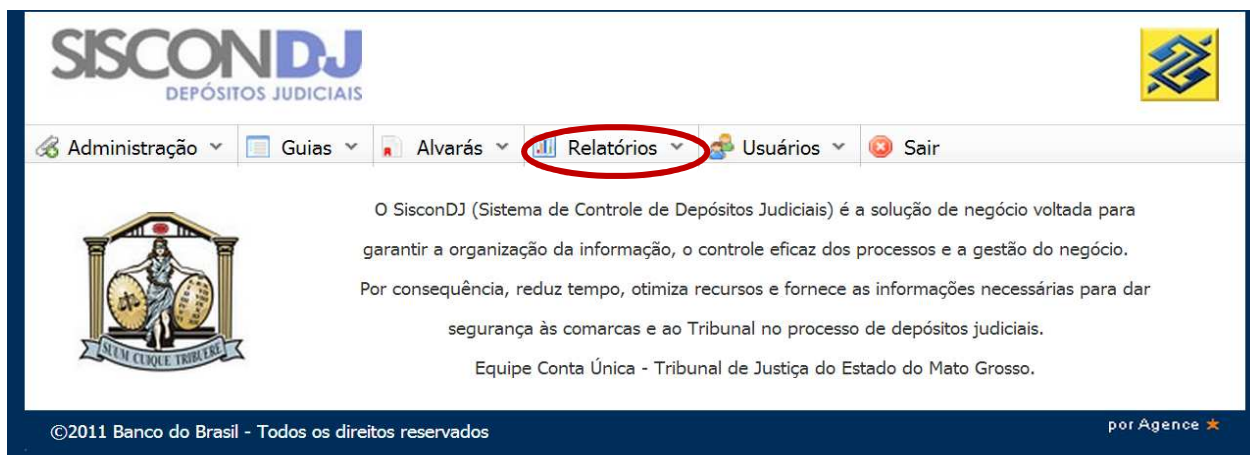 SISCONDJ
DEPÓSITOS JUDICIAIS
Administração Guias Alvarás Relatórios Usuários Sair
O SisconDJ (Sistema de Controle de Depósitos Judiciais) é a solução de negócio voltada para
garantir a organização da informação, o controle eficaz dos processos e a gestão do negócio.
Por consequência, reduz tempo, otimiza recursos e fornece as informações necessárias para dar
segurança às comarcas e ao Tribunal no processo de depósitos judiciais.
Equipe Conta Única - Tribunal de Justiça do Estado do Mato Grosso.
SUUM CUIQUE TRIBUERE
©2011 Banco do Brasil - Todos os direitos reservados
por Agence